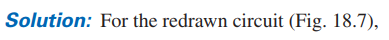 Solution: For the redrawn circuit (Fig. 18.7),